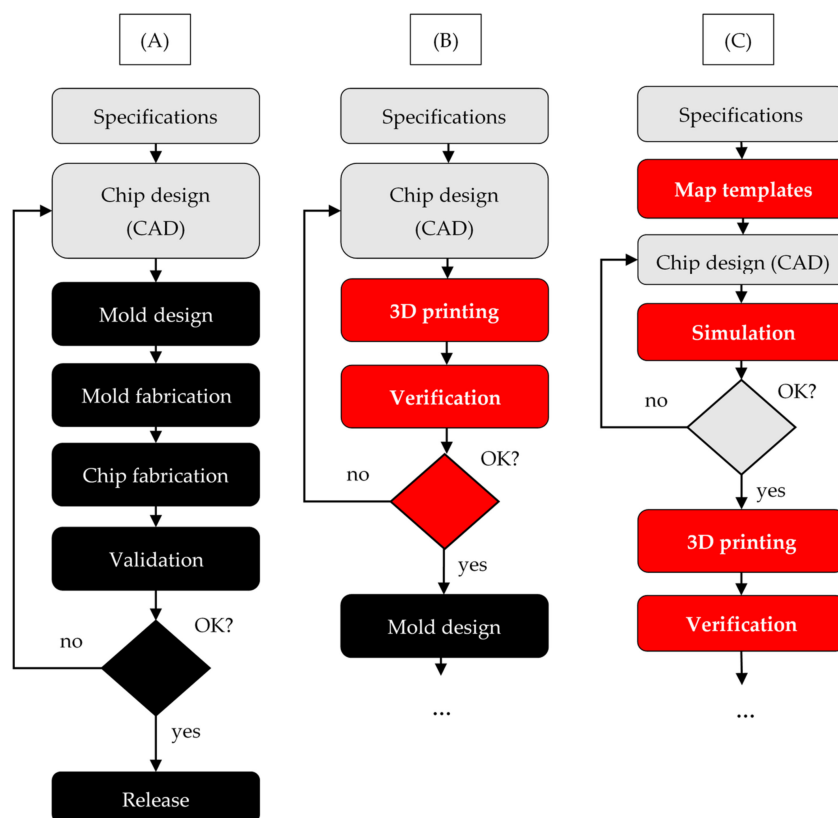 (A)
Specifications
Chip design
(CAD)
Mold design
Mold fabrication
Chip fabrication
Validation
OK?
no
yes
Release
(B)
Specifications
Chip design
(CAD)
3D printing
Verification
OK?
no
yes
Mold design
...
(C)
Specifications
Map templates
Chip design (CAD)
Simulation
OK?
no
yes
3D printing
Verification
...